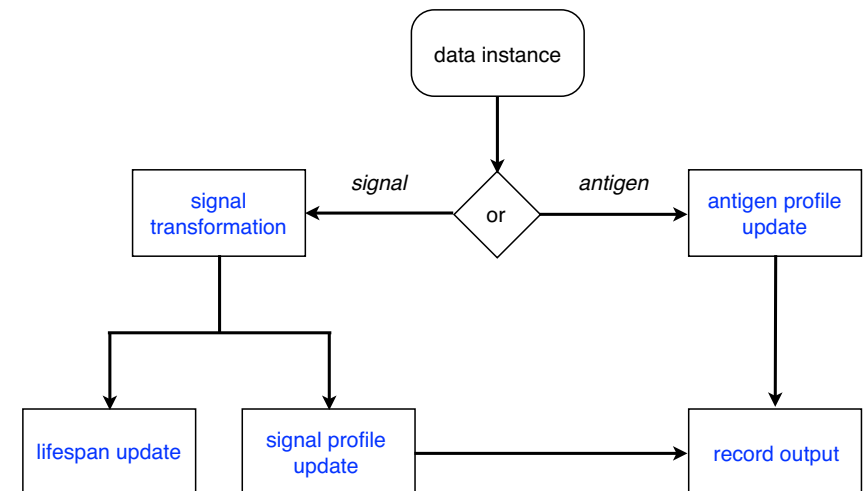 data instance
signal
antigen
signal
transformation
or
antigen profile
update
lifespan update
signal profile
update
record output